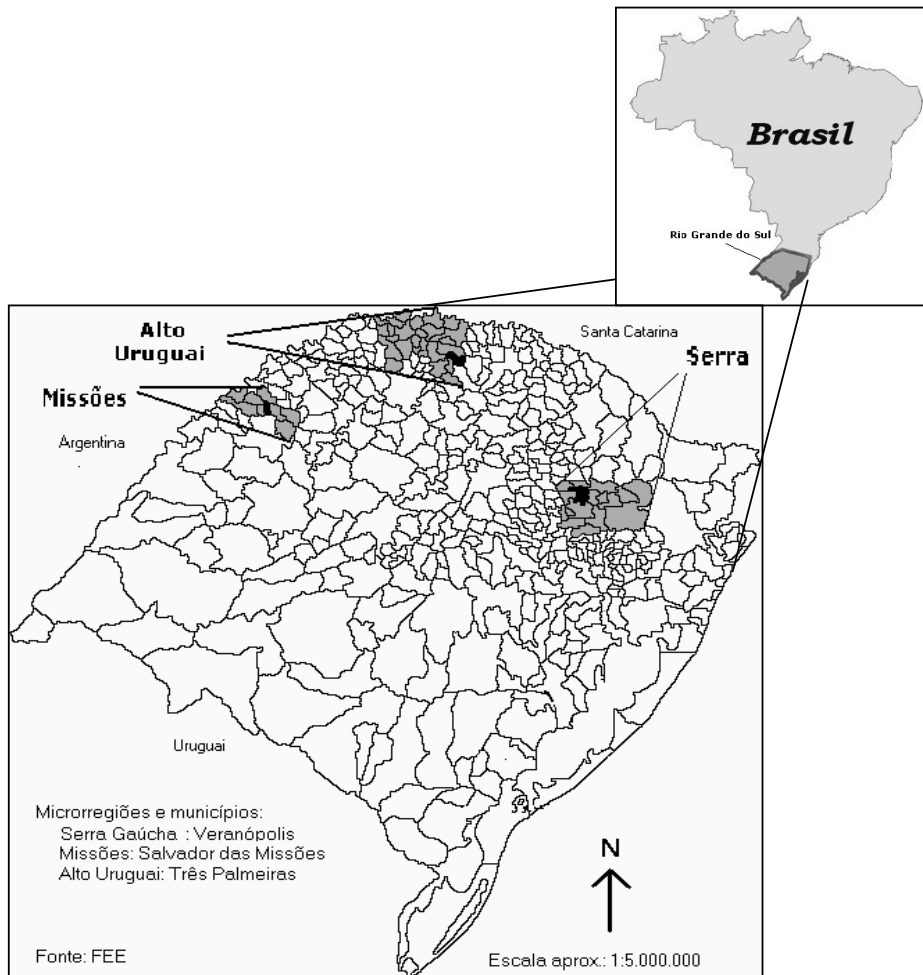 Brasil
Rio Grande do Sul
Alto
Uruguai
Santa Catarina
Serra
Missões
Argentina
Uruguai
Microrregiões e municípios:
Serra Gaúcha : Veranópolis
Missões: Salvador das Missões
Alto Uruguai: Três Palmeiras
N
Fonte: FEE
Escala aprox.: 1:5.000.000